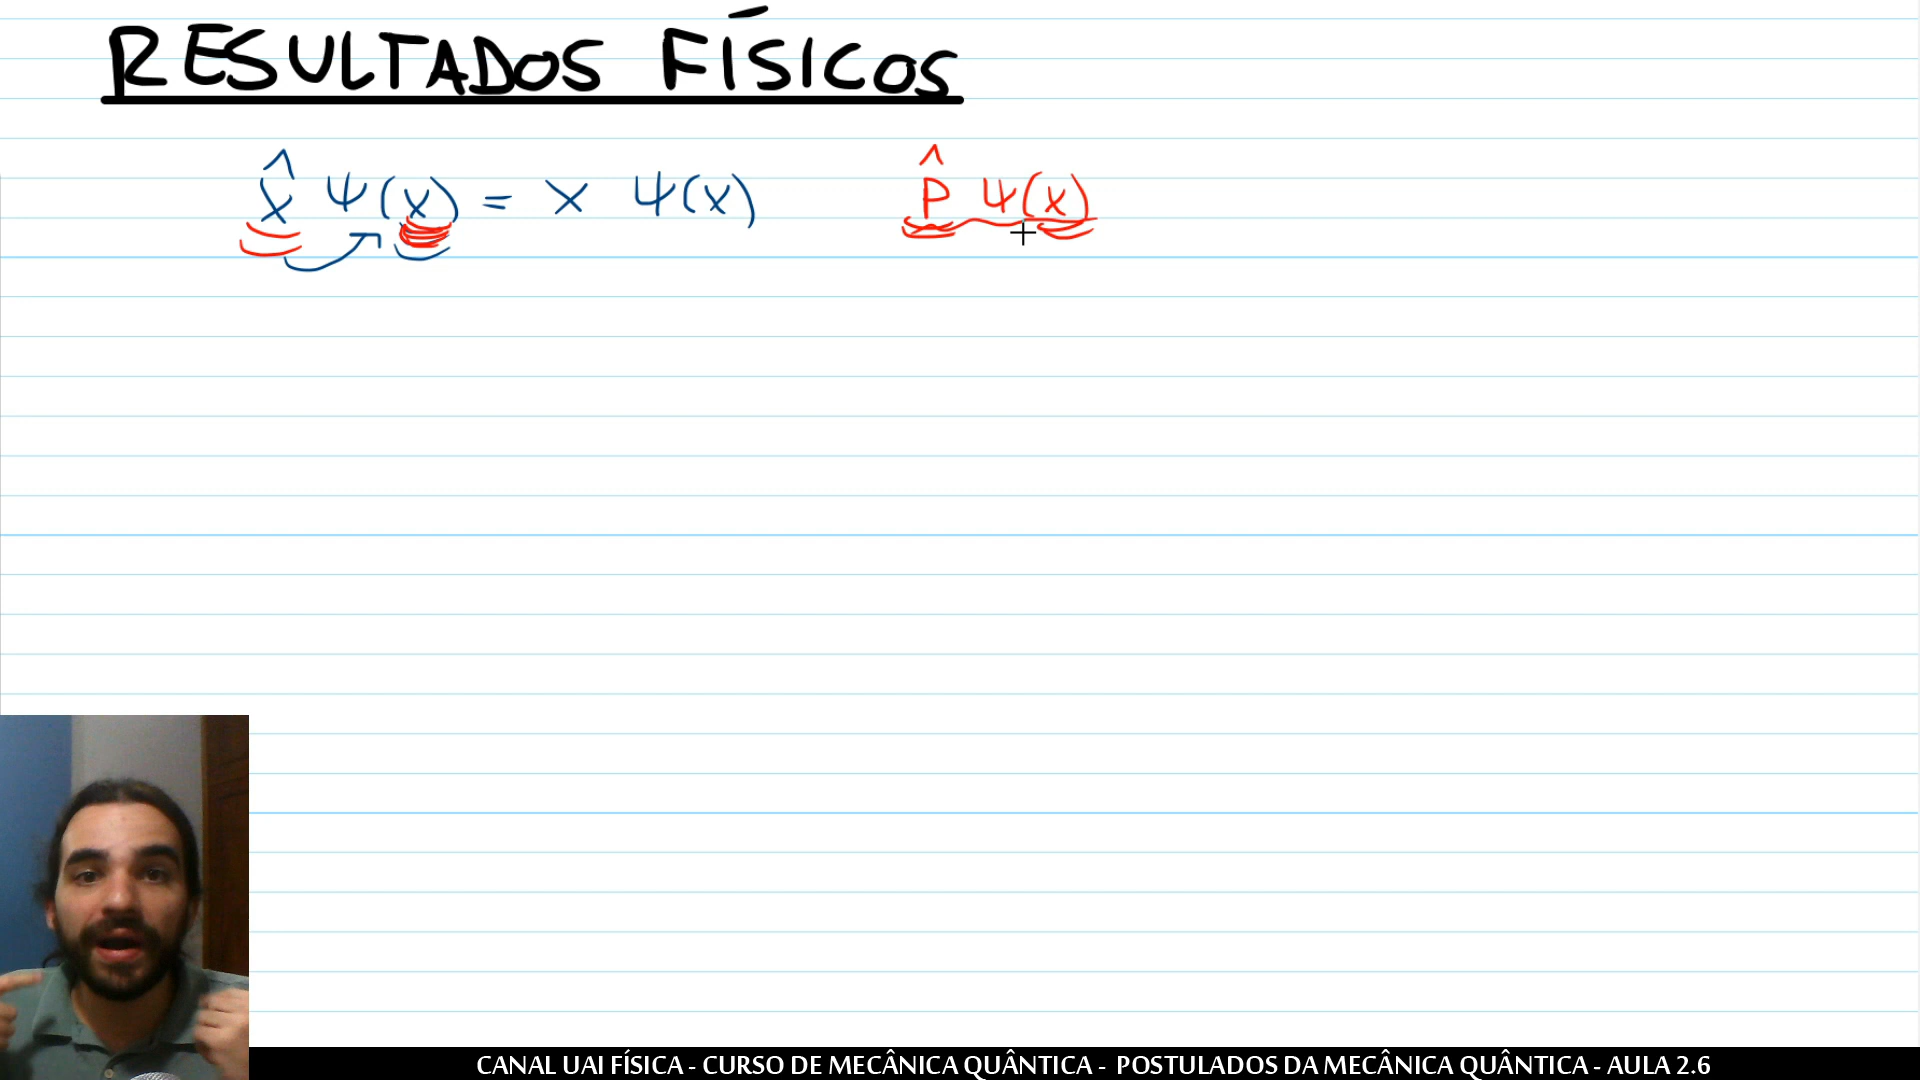 RESULTADOS FÍSICOS
X̂ Ψ(x) = x Ψ(x) P̂ Ψ(x)
CANAL UAI FÍSICA - CURSO DE MECÂNICA QUÂNTICA - POSTULADOS DA MECÂNICA QUÂNTICA - AULA 2.6